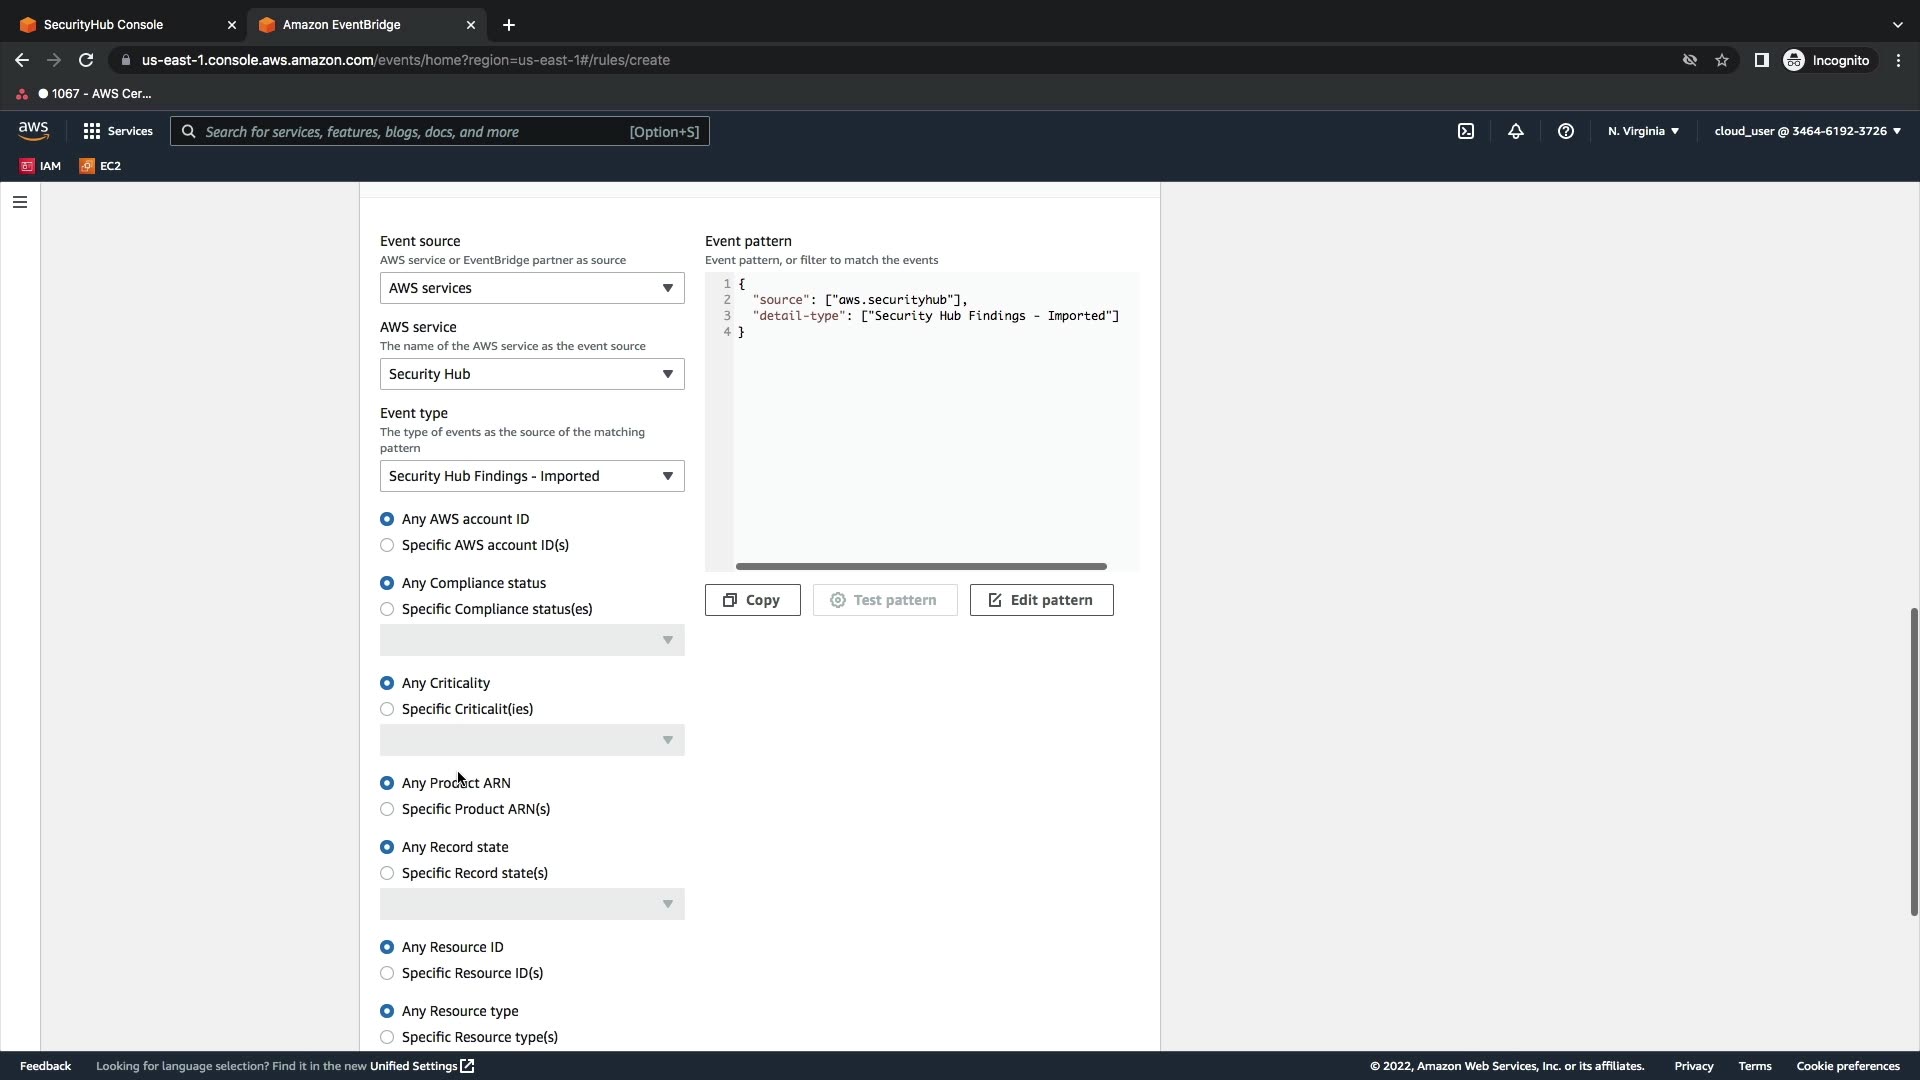 SecurityHub Console
Amazon EventBridge
us-east-1.console.aws.amazon.com/events/home?region=us-east-1#/rules/create
Incognito
1067 - AWS Cer...
aws
Services
Search for services, features, blogs, docs, and more
[Option+S]
N. Virginia
cloud_user @ 3464-6192-3726
IAM
EC2
Event source
AWS service or EventBridge partner as source
AWS services
AWS service
The name of the AWS service as the event source
Security Hub
Event type
The type of events as the source of the matching
pattern
Security Hub Findings - Imported
Any AWS account ID
Specific AWS account ID(s)
Any Compliance status
Specific Compliance status(es)
Any Criticality
Specific Criticalit(ies)
Any Product ARN
Specific Product ARN(s)
Any Record state
Specific Record state(s)
Any Resource ID
Specific Resource ID(s)
Any Resource type
Specific Resource type(s)
Event pattern
Event pattern, or filter to match the events
1 {
2 "source": ["aws.securityhub"],
3 "detail-type": ["Security Hub Findings - Imported"]
4 }
Copy
Test pattern
Edit pattern
Feedback
Looking for language selection? Find it in the new Unified Settings
© 2022, Amazon Web Services, Inc. or its affiliates.
Privacy
Terms
Cookie preferences